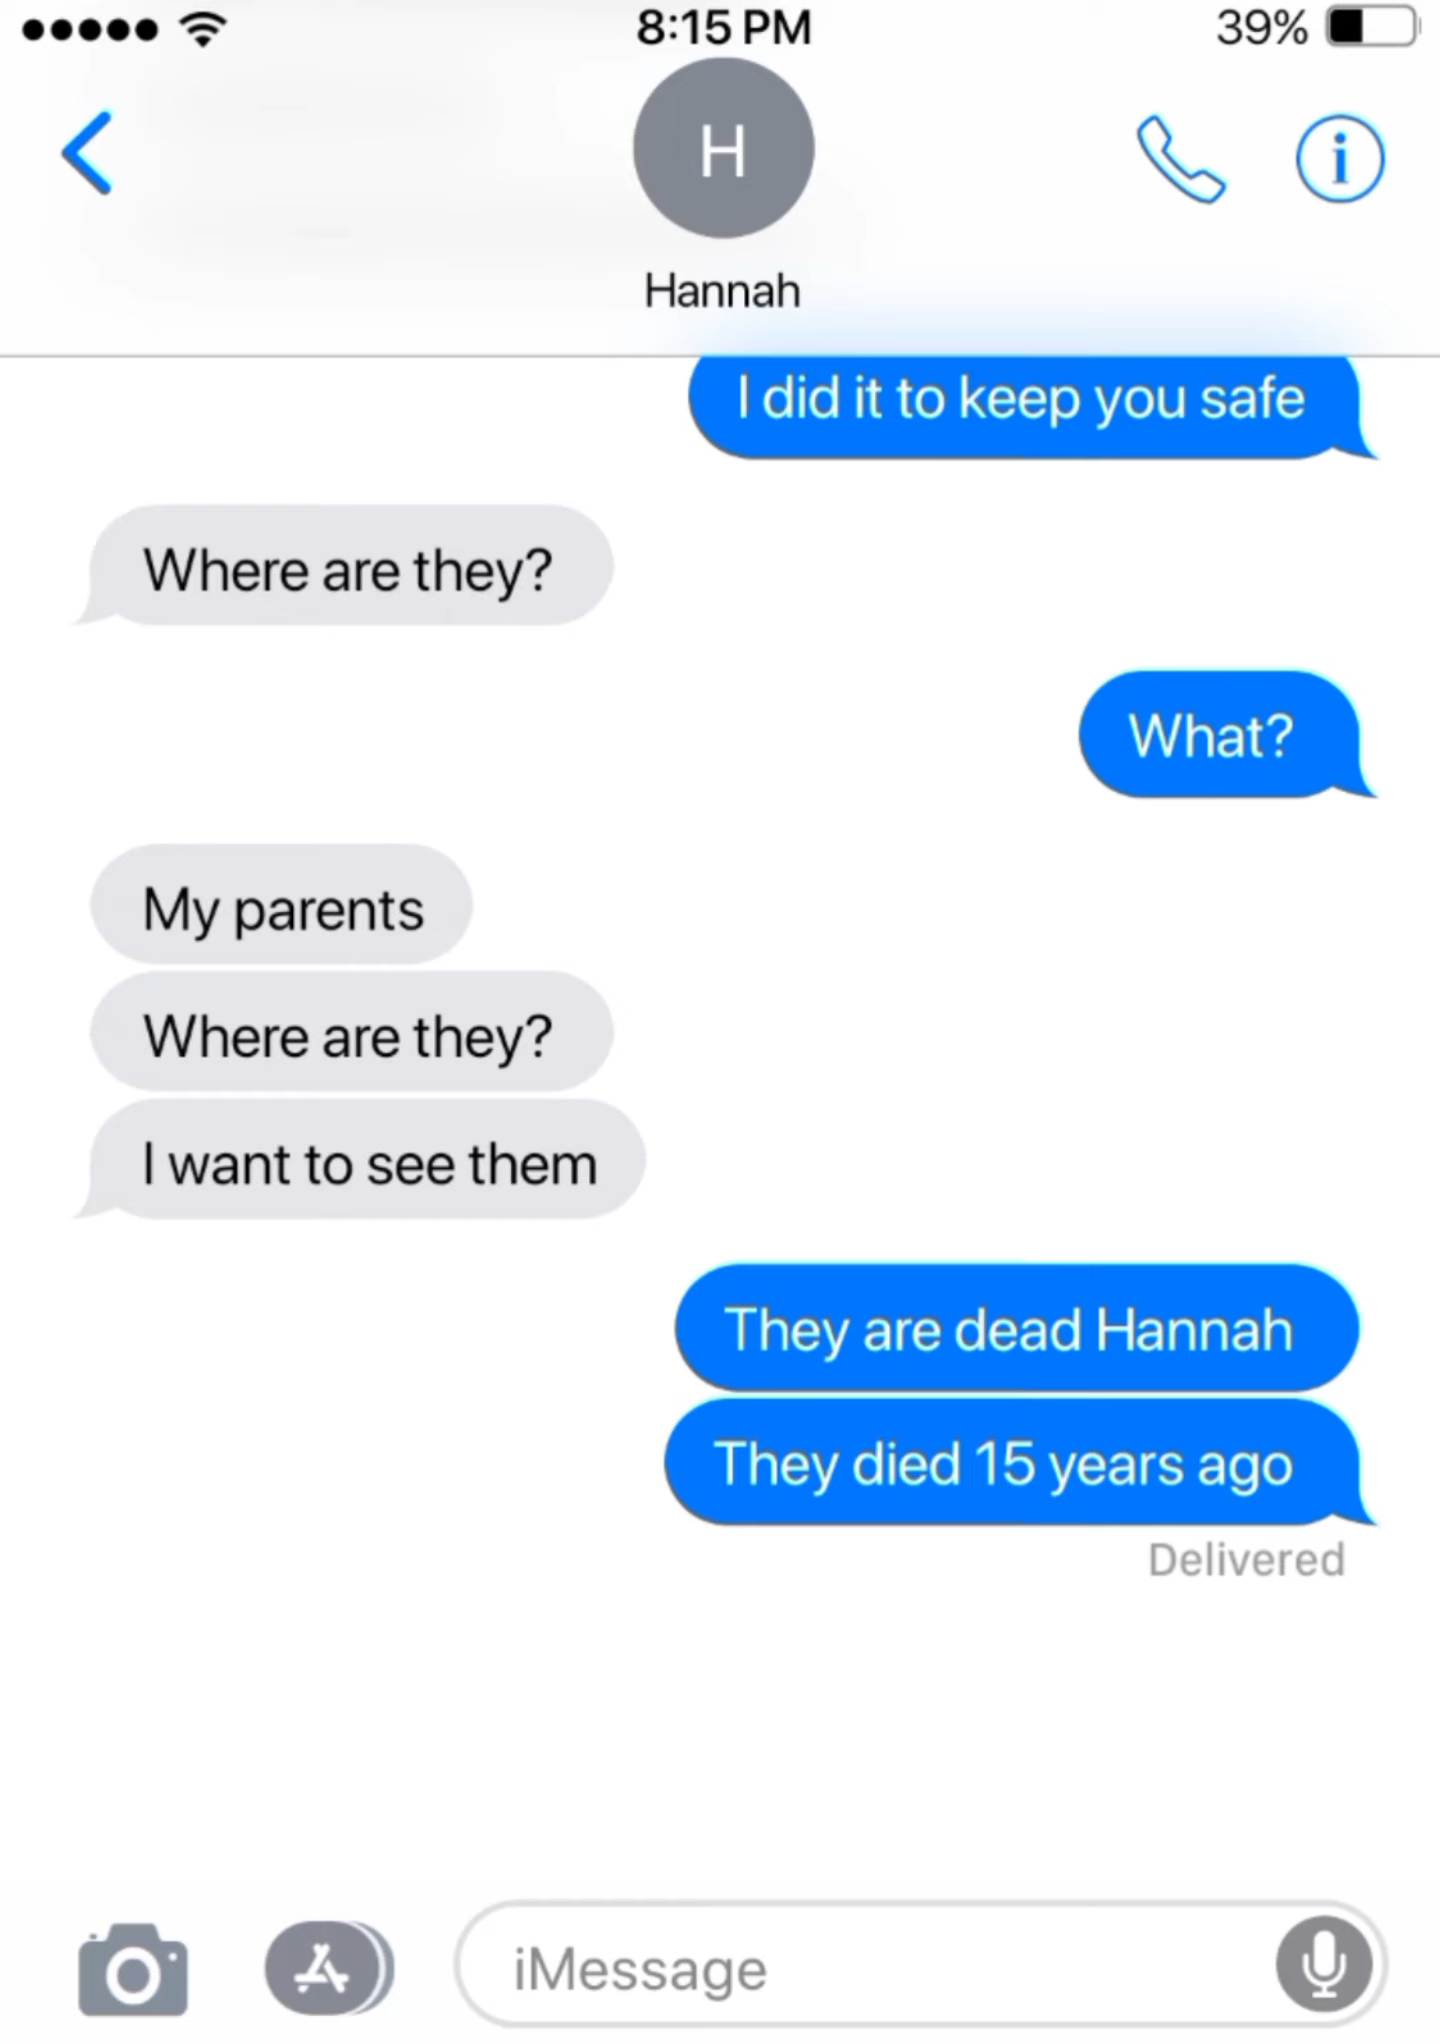 8:15 PM
39%
H
Hannah
I did it to keep you safe
Where are they?
What?
My parents
Where are they?
I want to see them
They are dead Hannah
They died 15 years ago
Delivered
iMessage